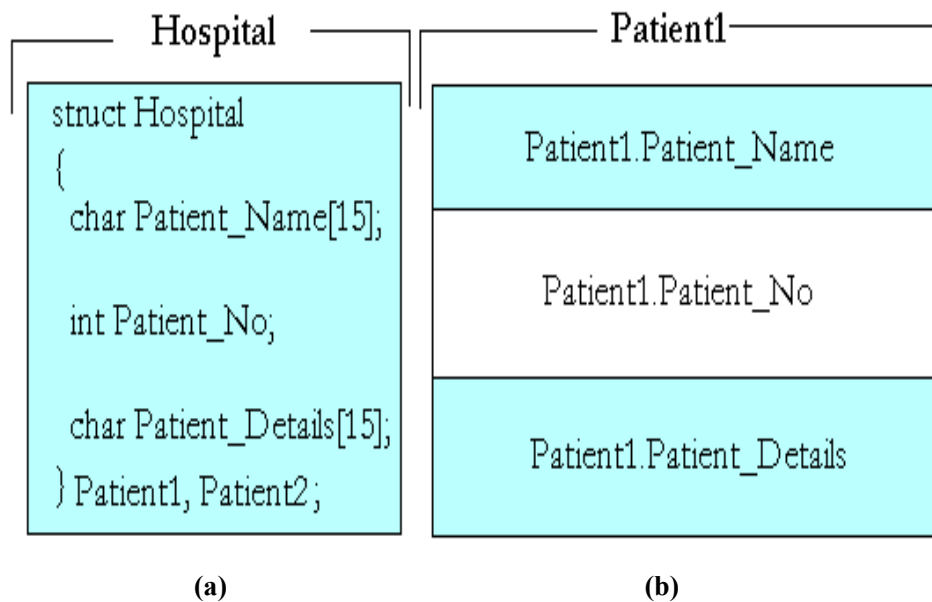 Hospital
struct Hospital
{
char Patient_Name[15];
int Patient_No;
char Patient_Details[15];
} Patient1, Patient2;
(a)
Patient1
Patient1.Patient_Name
Patient1.Patient_No
Patient1.Patient_Details
(b)